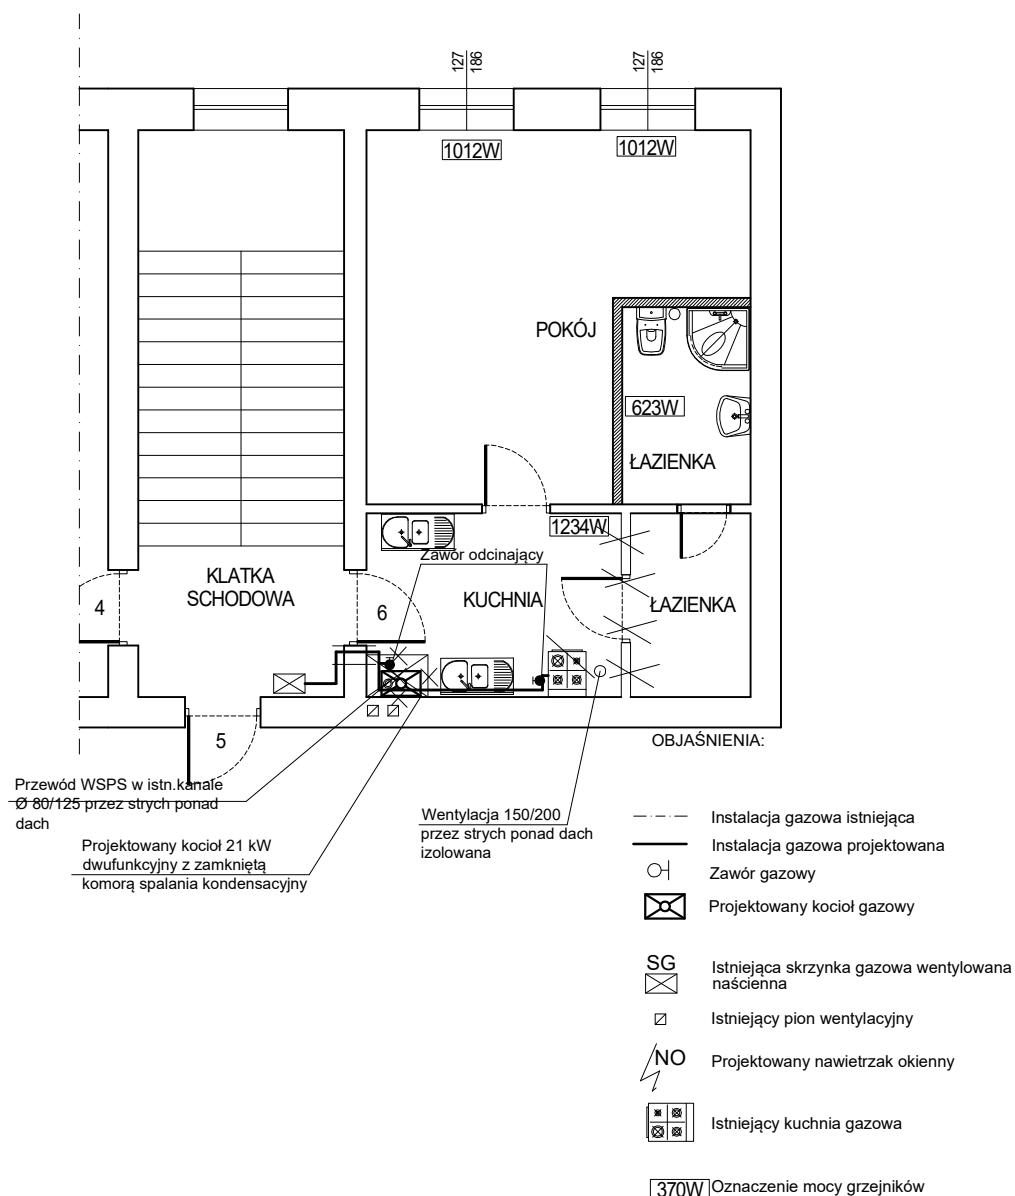 127
186
127
186
1012W
1012W
POKÓJ
623W
ŁAZIENKA
1234W
Zawór odcinający
KLATKA
SCHODOWA
4
6
KUCHNIA
ŁAZIENKA
5
OBJAŚNIENIA:
Przewód WSPS w istn.kanale
Ø 80/125 przez strych ponad
dach
Projektowany kocioł 21 kW
dwufunkcyjny z zamkniętą
komorą spalania kondensacyjny
Wentylacja 150/200
przez strych ponad dach
izolowana
Instalacja gazowa istniejąca
Instalacja gazowa projektowana
Zawór gazowy
Projektowany kocioł gazowy
SG
Istniejąca skrzynka gazowa wentylowana
naścienna
Istniejący pion wentylacyjny
NO
Projektowany nawietrzak okienny
Istniejący kuchnia gazowa
370W
Oznaczenie mocy grzejników